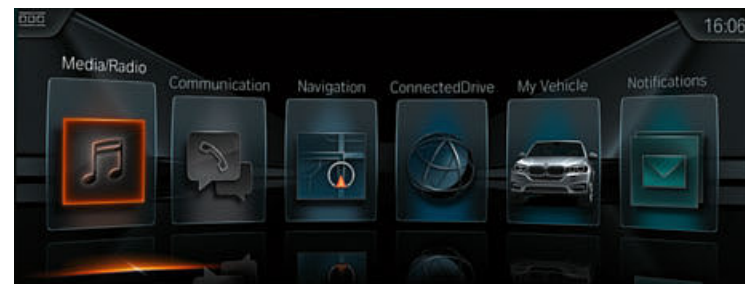 16:06
Media/Radio
Communication
Navigation
ConnectedDrive
My Vehicle
Notifications